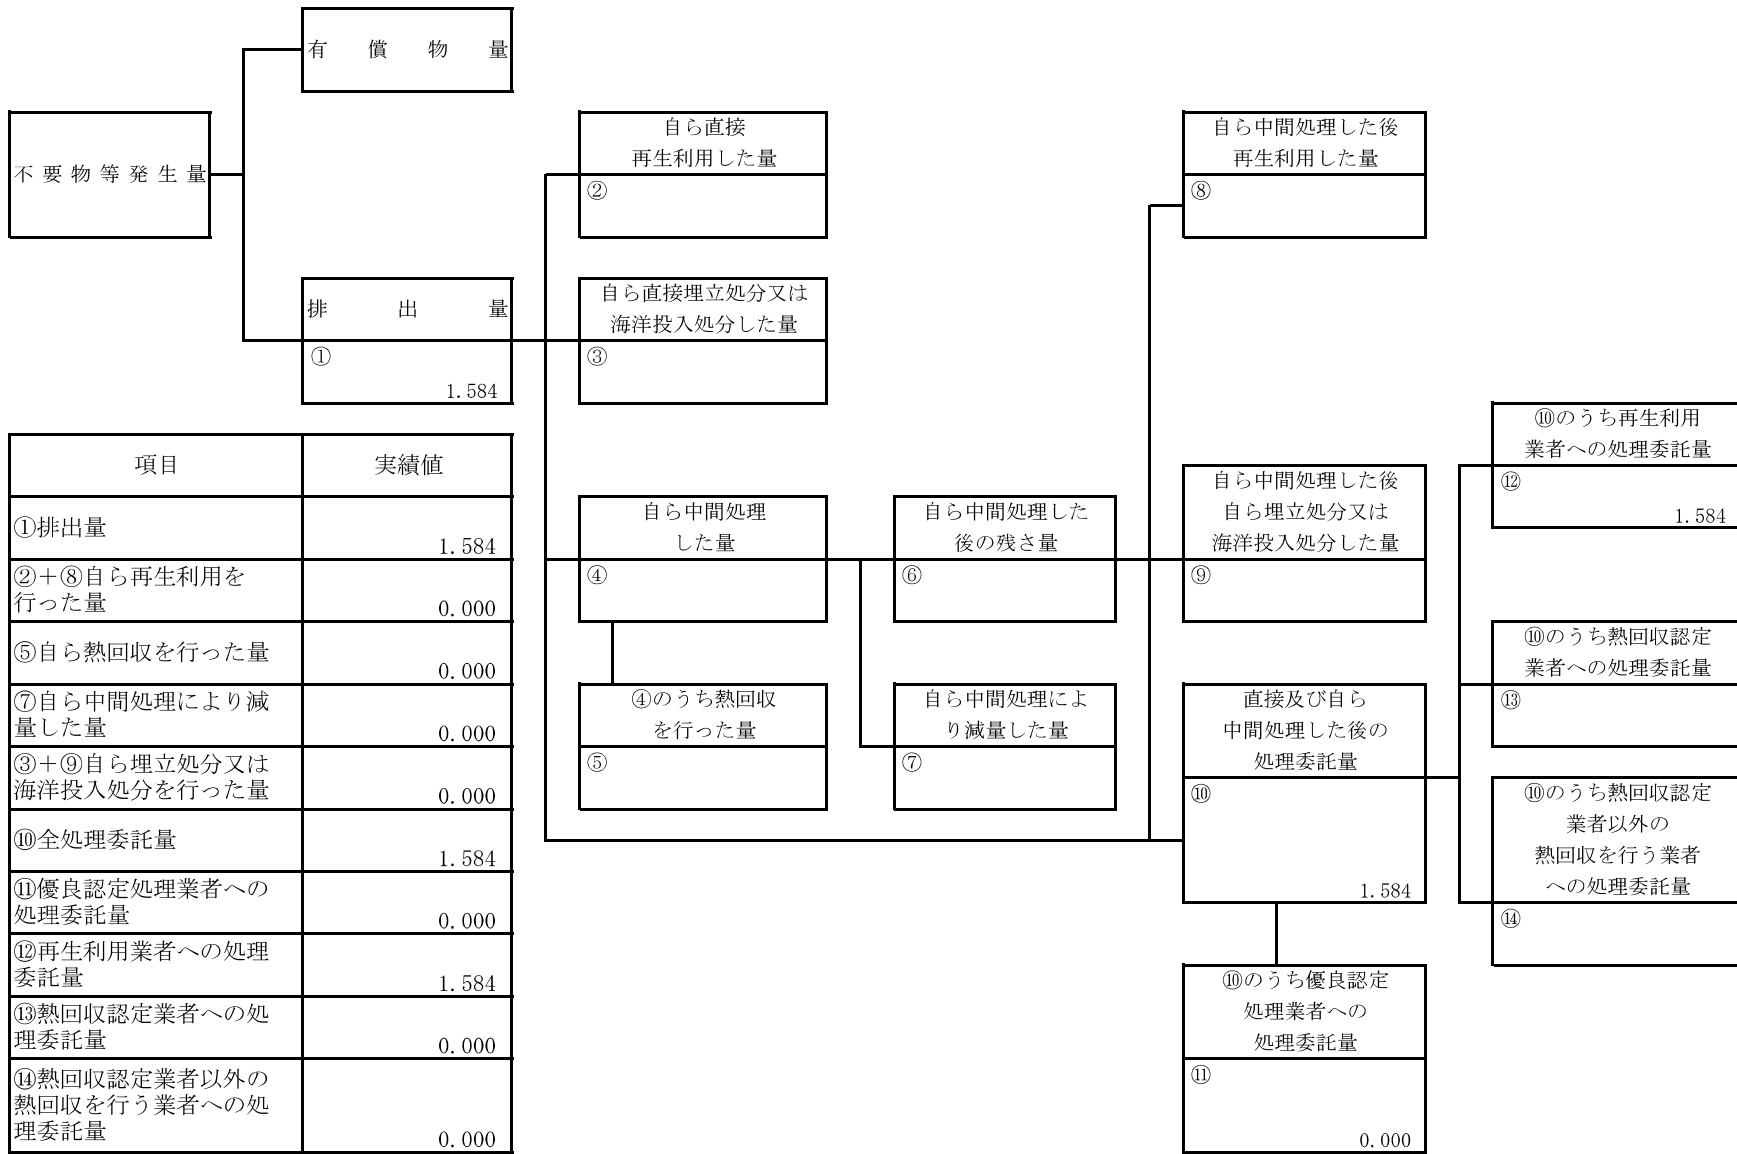 有償物量
不要物等発生量
排出量
①
1.584
自ら直接
再生利用した量
②
自ら直接埋立処分又は
海洋投入処分した量
③
自ら中間処理した後
再生利用した量
⑧
項目 実績値
①排出量 1.584
②+⑧自ら再生利用を
行った量 0.000
⑤自ら熱回収を行った量 0.000
⑦自ら中間処理により減
量した量 0.000
③+⑨自ら埋立処分又は
海洋投入処分を行った量 0.000
⑩全処理委託量 1.584
⑪優良認定処理業者への
処理委託量 0.000
⑫再生利用業者への処理
委託量 1.584
⑬熱回収認定業者への処
理委託量 0.000
⑭熱回収認定業者以外の
熱回収を行う業者への処
理委託量 0.000
自ら中間処理
した量
④
④のうち熱回収
を行った量
⑤
自ら中間処理した
後の残さ量
⑥
自ら中間処理によ
り減量した量
⑦
自ら中間処理した後
自ら埋立処分又は
海洋投入処分した量
⑨
直接及び自ら
中間処理した後の
処理委託量
⑩
1.584
⑩のうち優良認定
処理業者への
処理委託量
⑪
0.000
⑩のうち再生利用
業者への処理委託量
⑫
1.584
⑩のうち熱回収認定
業者への処理委託量
⑬
⑩のうち熱回収認定
業者以外の
熱回収を行う業者
への処理委託量
⑭